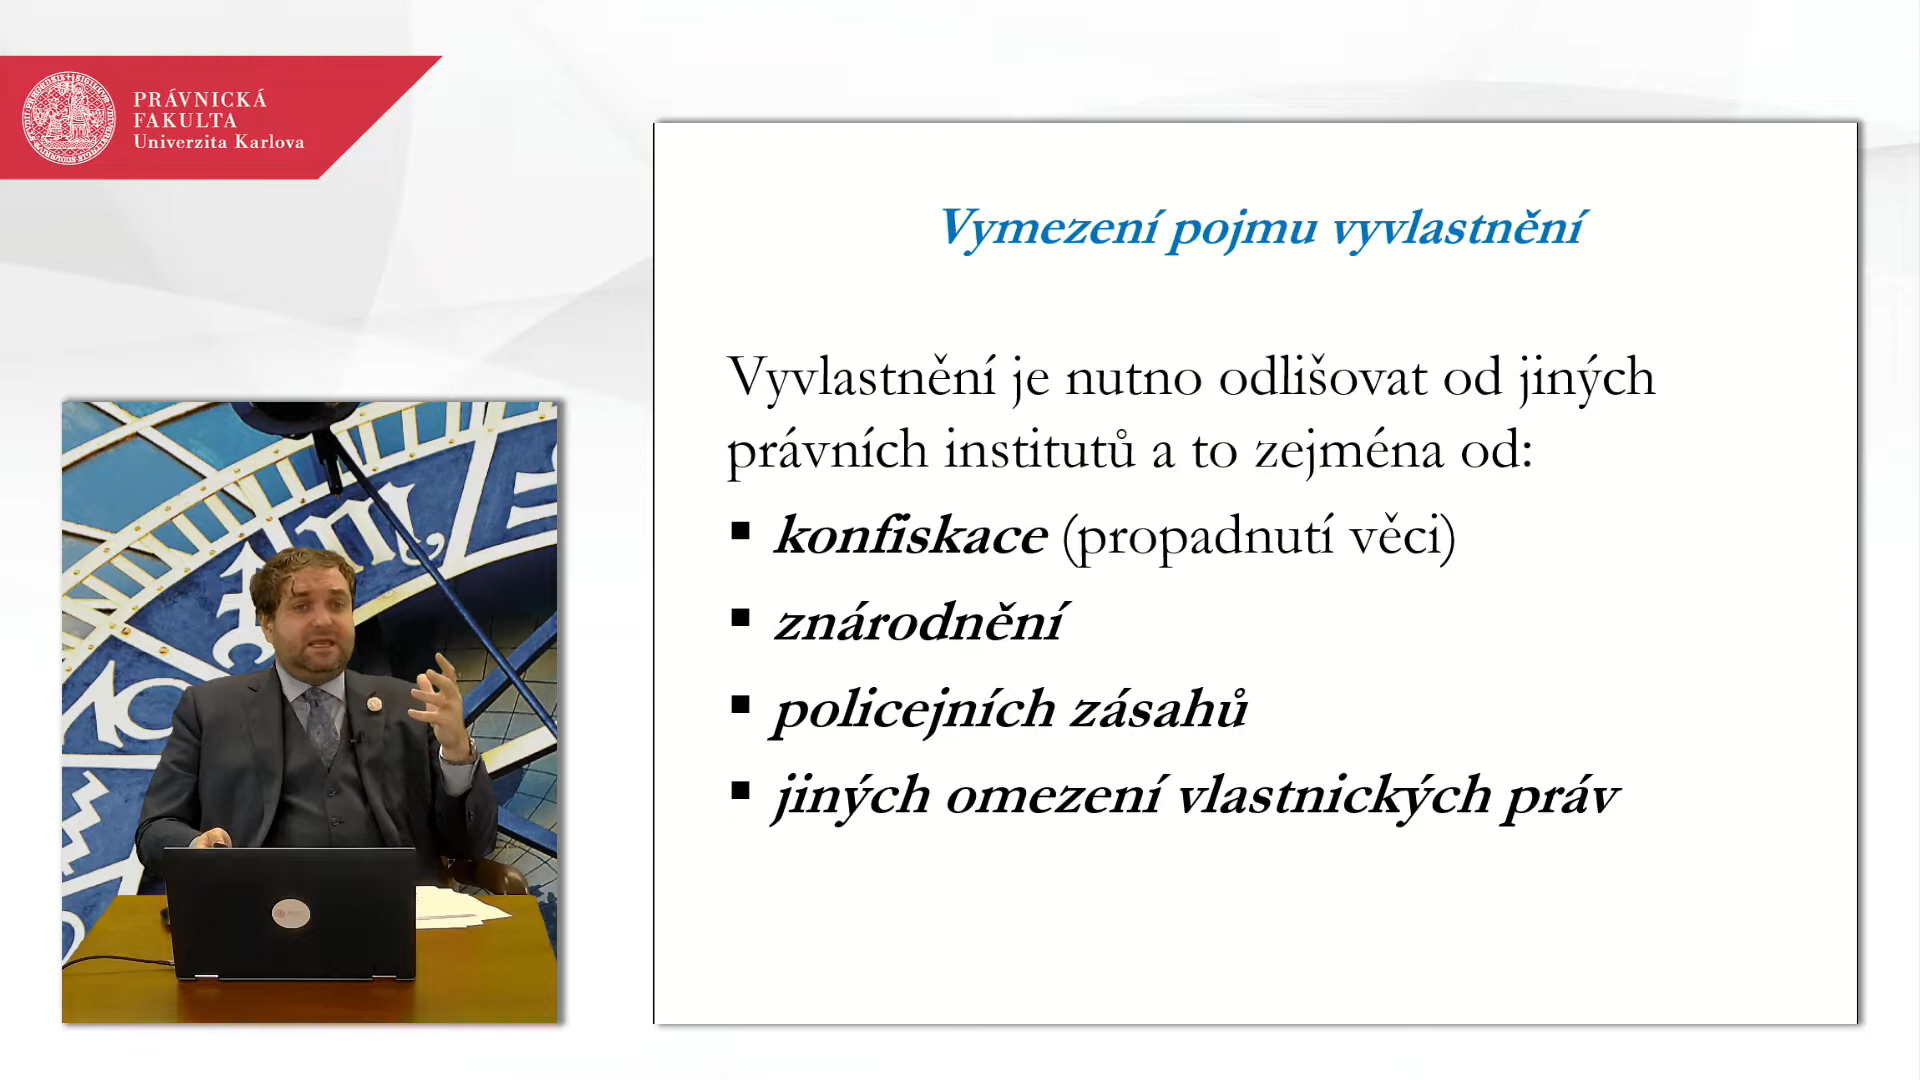 PRÁVNICKÁ
FAKULTA
Univerzita Karlova
Vymezení pojmu vyvlastnění
Vyvlastnění je nutno odlišovat od jiných
právních institutů a to zejména od:
▪ konfiskace (propadnutí věci)
▪ znárodnění
▪ policejních zásahů
▪ jiných omezení vlastnických práv